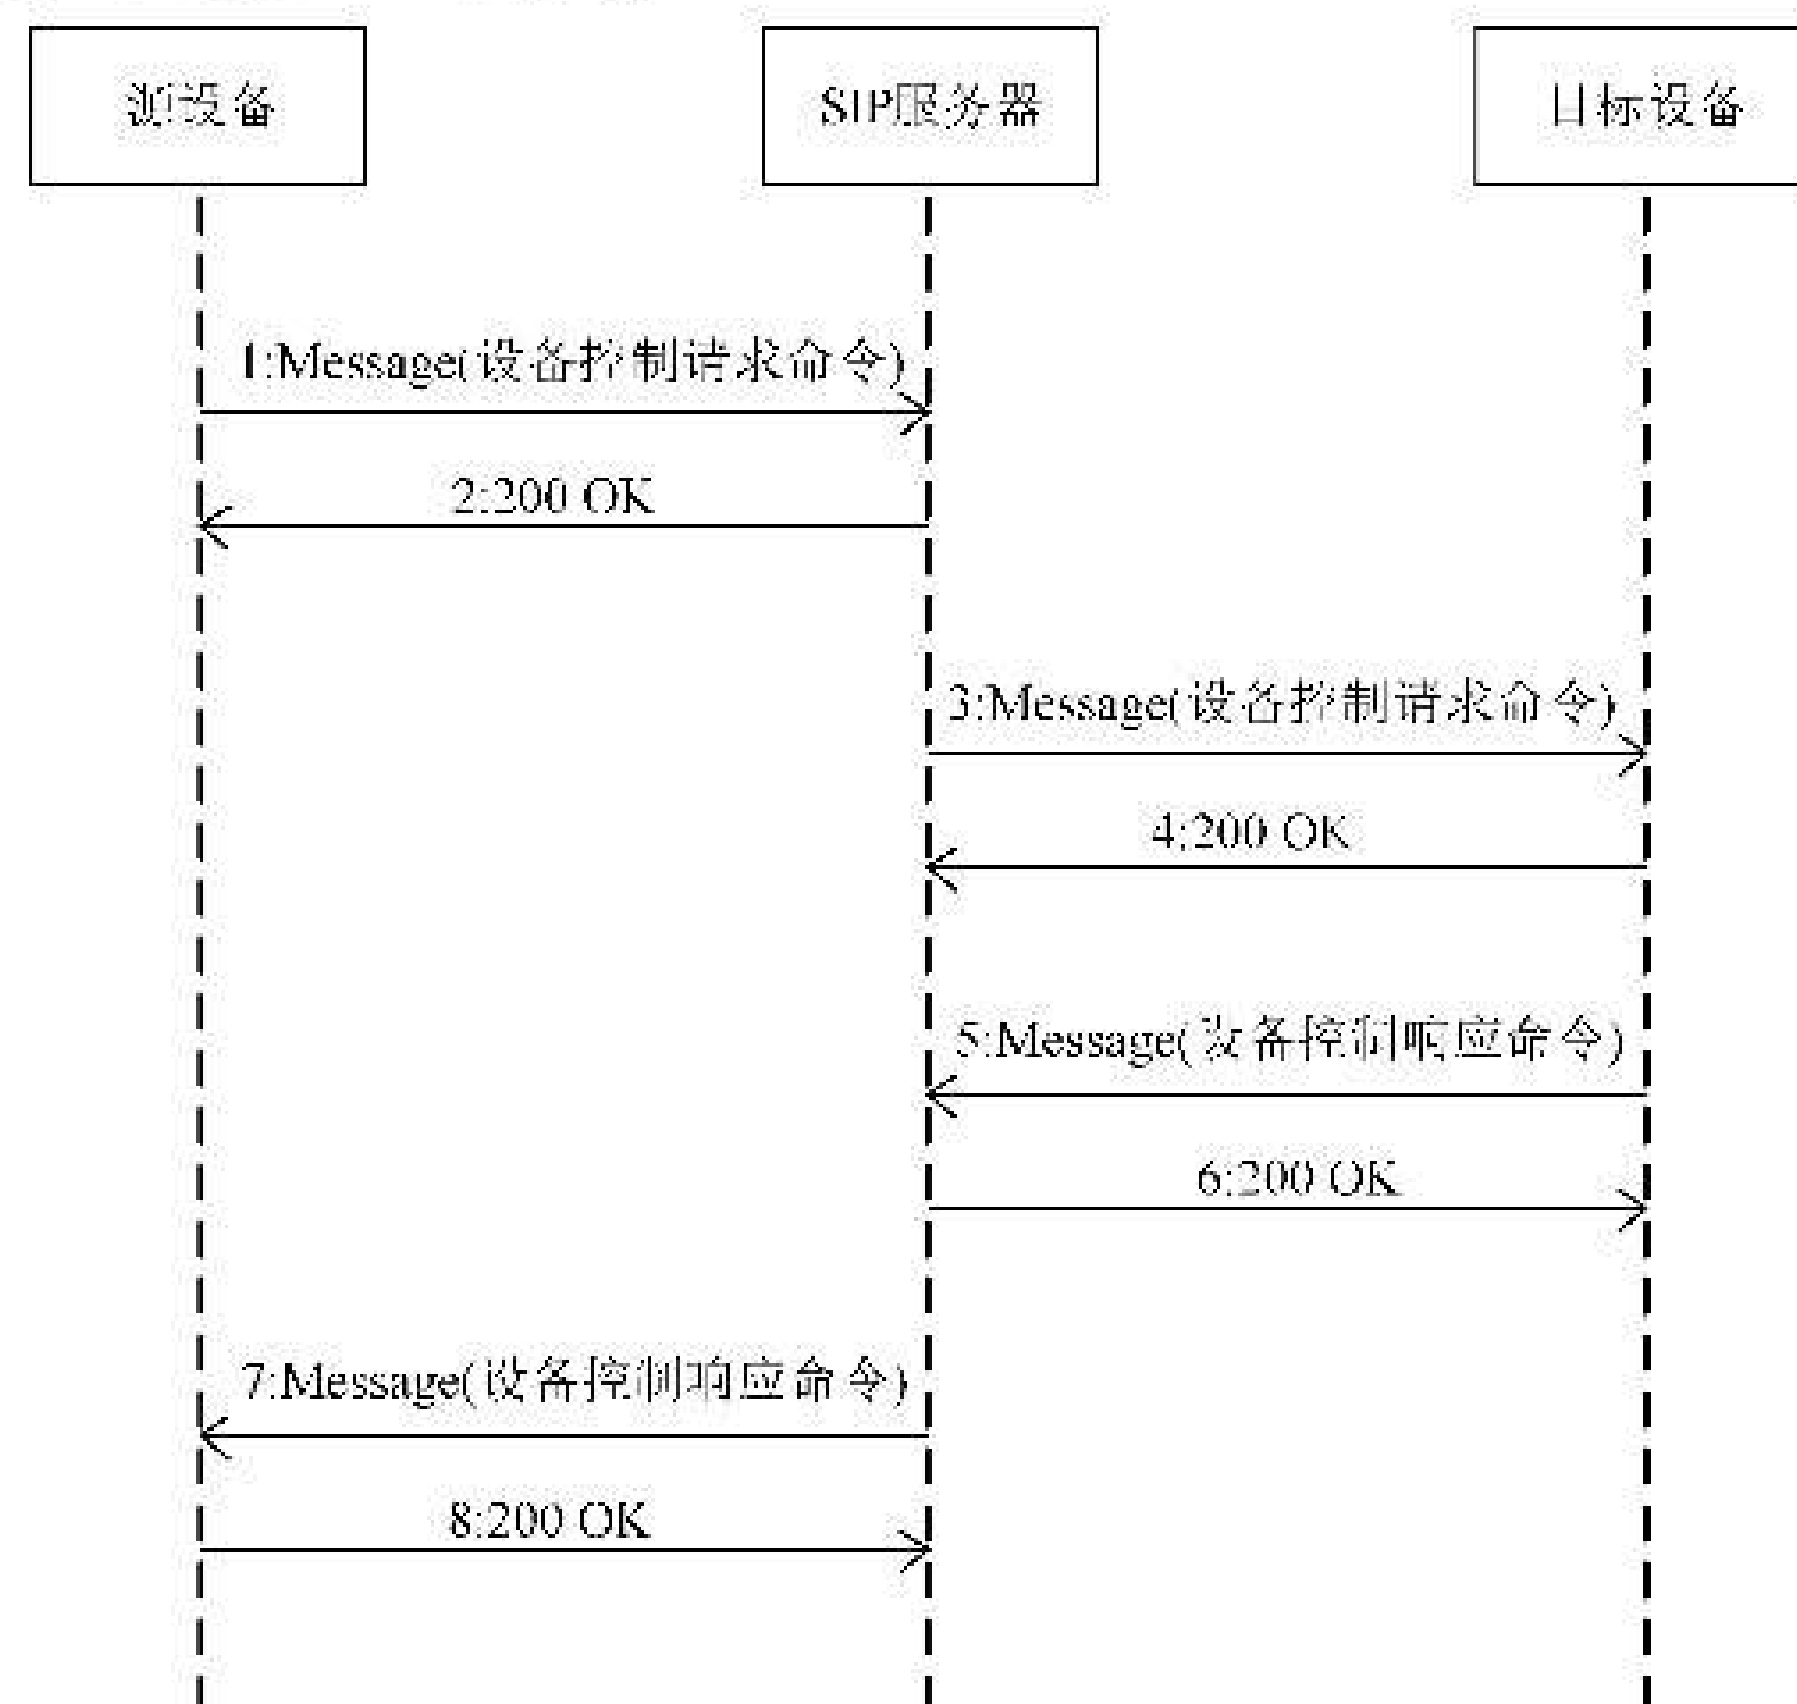 源设备
SIP服务器
目标设备
1:Message(设备控制请求命令)
2:200 OK
3:Message(设备控制请求命令)
4:200 OK
5:Message(设备控制响应命令)
6:200 OK
7:Message(设备控制响应命令)
8:200 OK